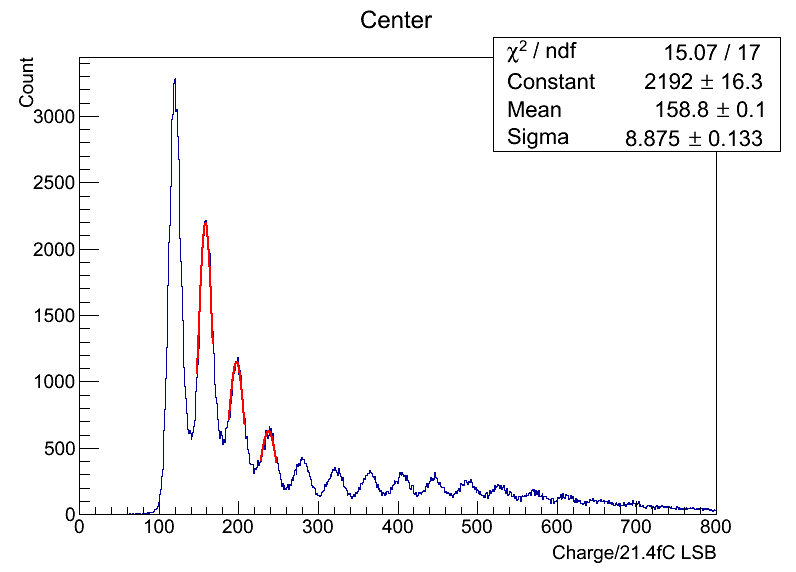 Center
χ² / ndf 15.07 / 17
Constant 2192 ± 16.3
Mean 158.8 ± 0.1
Sigma 8.875 ± 0.133
Count
3000
2500
2000
1500
1000
500
0
0 100 200 300 400 500 600 700 800
Charge/21.4fC LSB